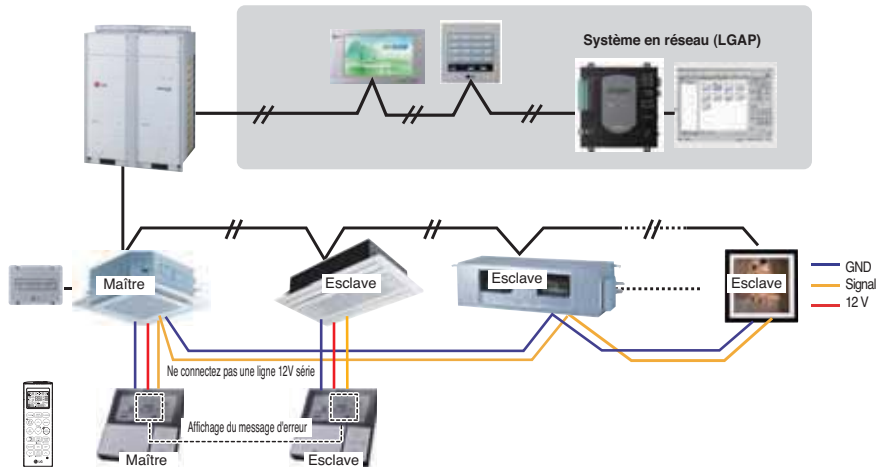 Système en réseau (LGAP)
Maître
Esclave
Esclave
Esclave
GND
Signal
12 V
Ne connectez pas une ligne 12V série
Affichage du message d'erreur
Maître
Esclave